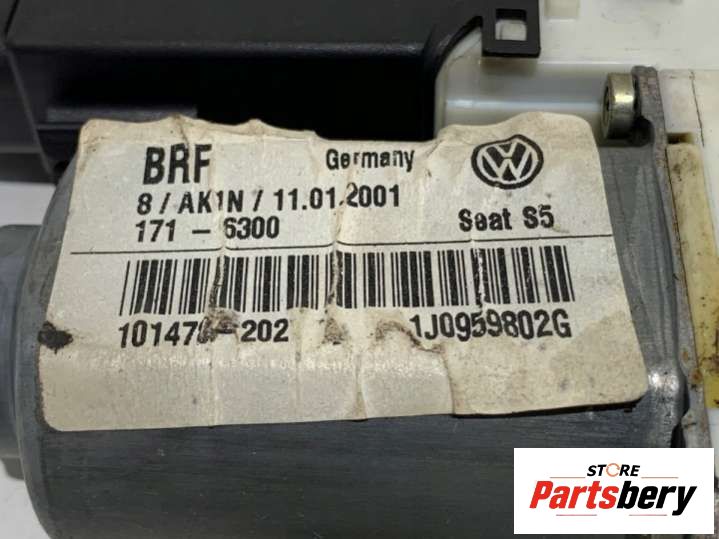 BRF Germany
8 / AK1N / 11.01.2001
171 - 6300 Seat S5
1J0959802G
STORE
Partsbery